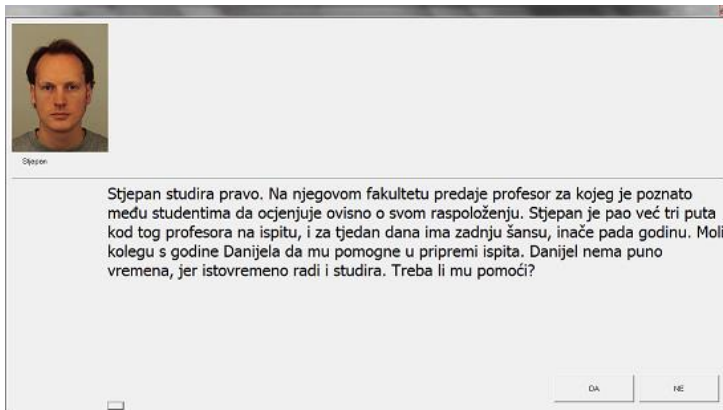 Stjepan
Stjepan studira pravo. Na njegovom fakultetu predaje profesor za kojeg je poznato
među studentima da ocjenjuje ovisno o svom raspoloženju. Stjepan je pao već tri puta
kod tog profesora na ispitu, i za tjedan dana ima zadnju šansu, inače pada godinu. Moli
kolegu s godine Danijela da mu pomogne u pripremi ispita. Danijel nema puno
vremena, jer istovremeno radi i studira. Treba li mu pomoći?
DA NE